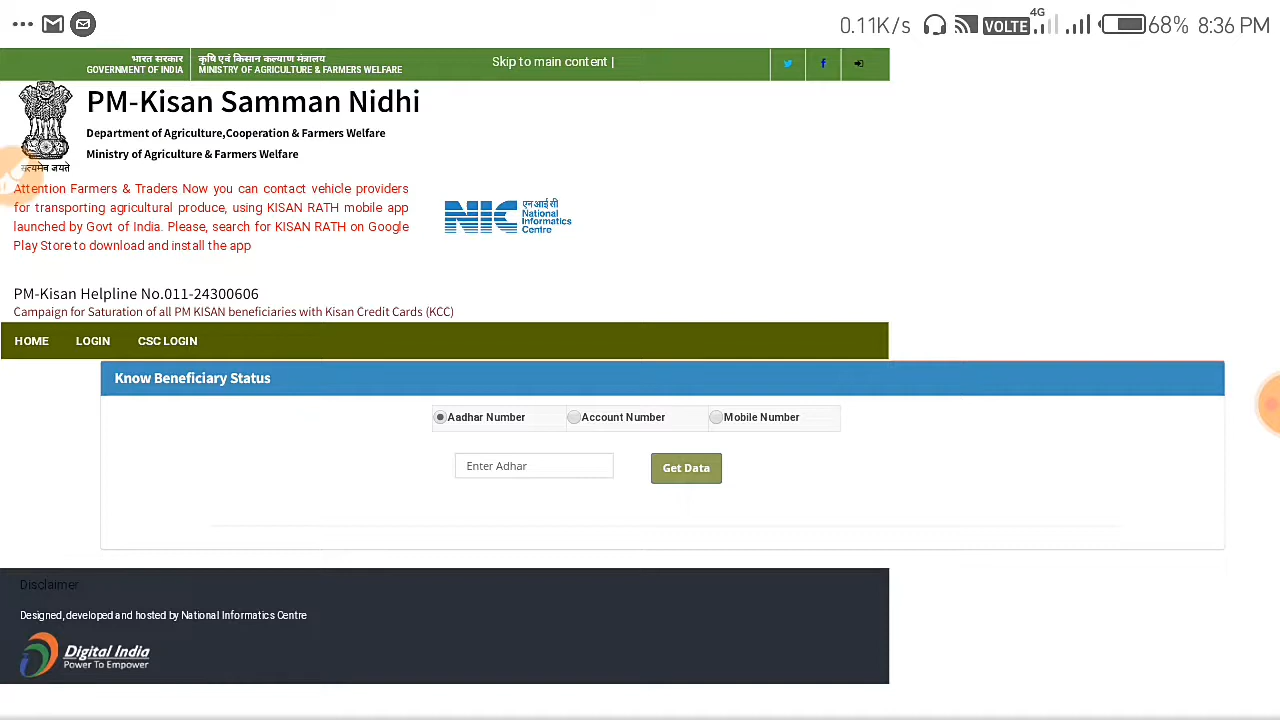 0.11K/s 4G VOLTE 68% 8:36 PM
भारत सरकार
GOVERNMENT OF INDIA
कृषि एवं किसान कल्याण मंत्रालय
MINISTRY OF AGRICULTURE & FARMERS WELFARE
Skip to main content |
PM-Kisan Samman Nidhi
Department of Agriculture,Cooperation & Farmers Welfare
Ministry of Agriculture & Farmers Welfare
सत्यमेव जयते
Attention Farmers & Traders Now you can contact vehicle providers
for transporting agricultural produce, using KISAN RATH mobile app
launched by Govt of India. Please, search for KISAN RATH on Google
Play Store to download and install the app
NIC
एन आई सी
National
Informatics
Centre
PM-Kisan Helpline No.011-24300606
Campaign for Saturation of all PM KISAN beneficiaries with Kisan Credit Cards (KCC)
HOME LOGIN CSC LOGIN
Know Beneficiary Status
Aadhar Number Account Number Mobile Number
Enter Adhar Get Data
Disclaimer
Designed, developed and hosted by National Informatics Centre
Digital India
Power To Empower